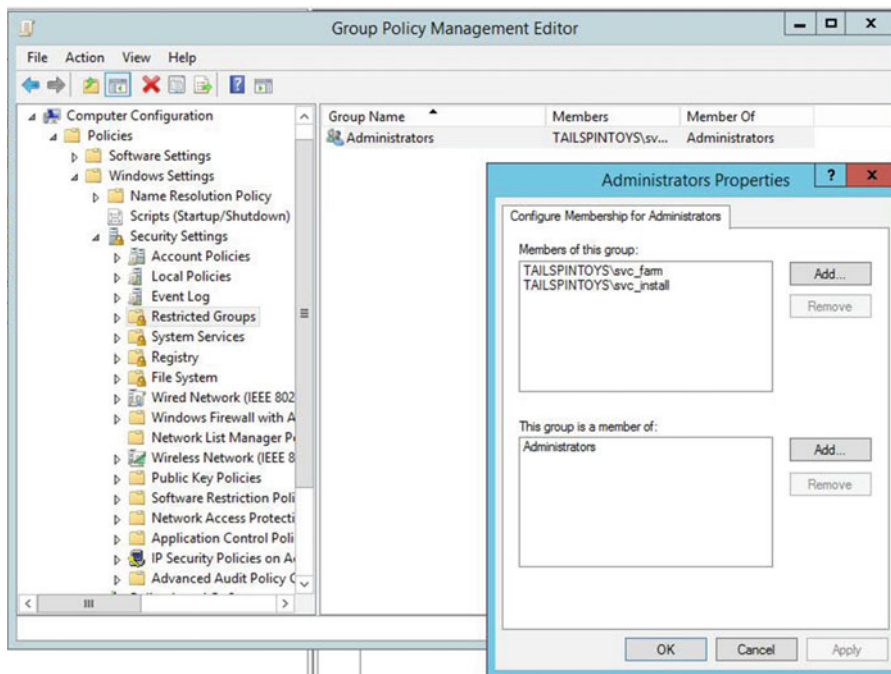 Group Policy Management Editor
File Action View Help
Computer Configuration
Policies
Software Settings
Windows Settings
Name Resolution Policy
Scripts (Startup/Shutdown)
Security Settings
Account Policies
Local Policies
Event Log
Restricted Groups
System Services
Registry
File System
Wired Network (IEEE 802
Windows Firewall with A
Network List Manager P
Wireless Network (IEEE 8
Public Key Policies
Software Restriction Poli
Network Access Protecti
Application Control Poli
IP Security Policies on A
Advanced Audit Policy C
Group Name Members Member Of
Administrators TAILSPINTOYS\sv... Administrators
Administrators Properties
Configure Membership for Administrators
Members of this group:
TAILSPINTOYS\svc_farm
TAILSPINTOYS\svc_install
Add...
Remove
This group is a member of:
Administrators
Add...
Remove
OK Cancel Apply